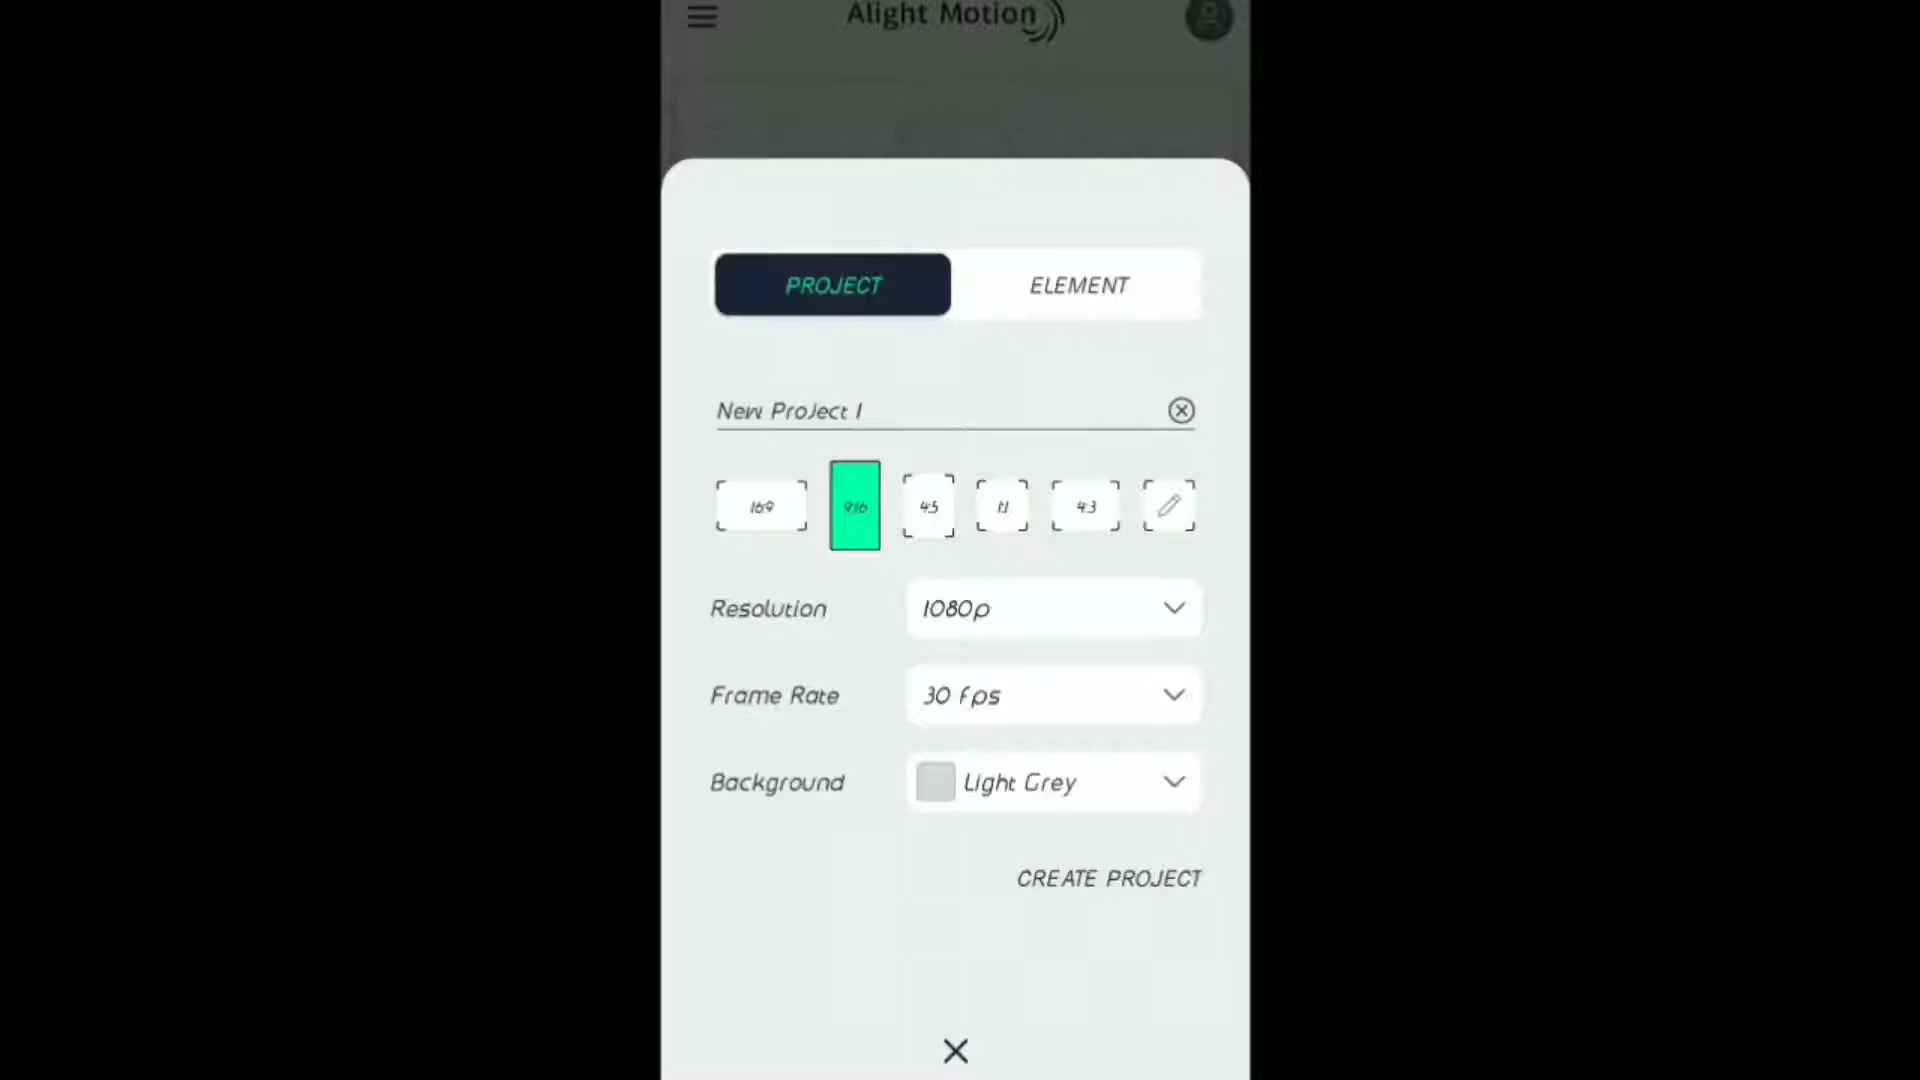 Alight Motion
PROJECT
ELEMENT
New Project 1
16:9
9:16
4:5
1:1
4:3
Resolution
1080p
Frame Rate
30 fps
Background
Light Grey
CREATE PROJECT